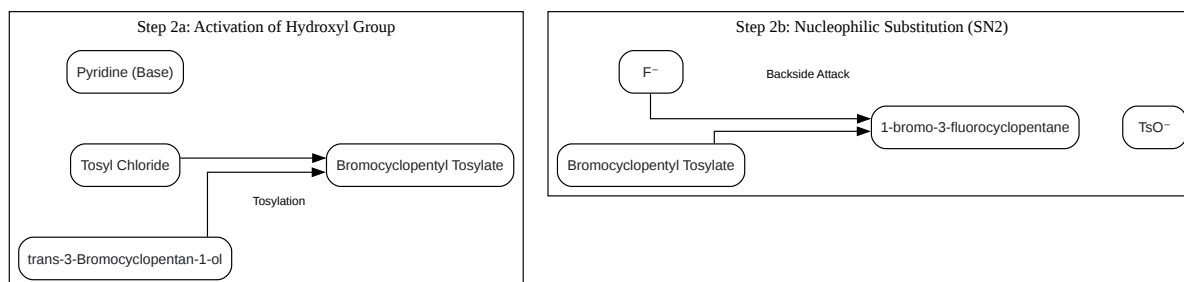 Step 2a: Activation of Hydroxyl Group
Pyridine (Base)
Tosyl Chloride
Bromocyclopentyl Tosylate
Tosylation
trans-3-Bromocyclopentan-1-ol
Step 2b: Nucleophilic Substitution (SN2)
F⁻
Backside Attack
1-bromo-3-fluorocyclopentane
TsO⁻
Bromocyclopentyl Tosylate